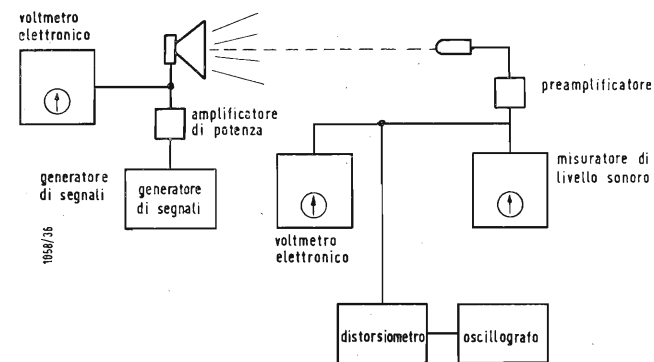 voltmetro
elettronico
amplificatore
di potenza
generatore
di segnali
generatore
di segnali
1058/36
preamplificatore
misuratore di
livello sonoro
voltmetro
elettronico
distorsiometro
oscillografo